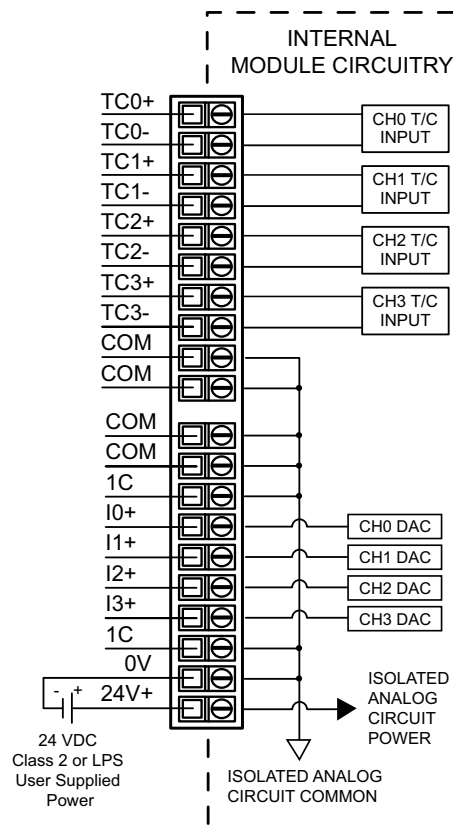 INTERNAL
MODULE CIRCUITRY
TC0+
TC0-
TC1+
TC1-
TC2+
TC2-
TC3+
TC3-
COM
COM
CH0 T/C
INPUT
CH1 T/C
INPUT
CH2 T/C
INPUT
CH3 T/C
INPUT
COM
COM
1C
I0+
I1+
I2+
I3+
1C
0V
24V+
CH0 DAC
CH1 DAC
CH2 DAC
CH3 DAC
- +
24 VDC
Class 2 or LPS
User Supplied
Power
ISOLATED
ANALOG
CIRCUIT
POWER
ISOLATED ANALOG
CIRCUIT COMMON